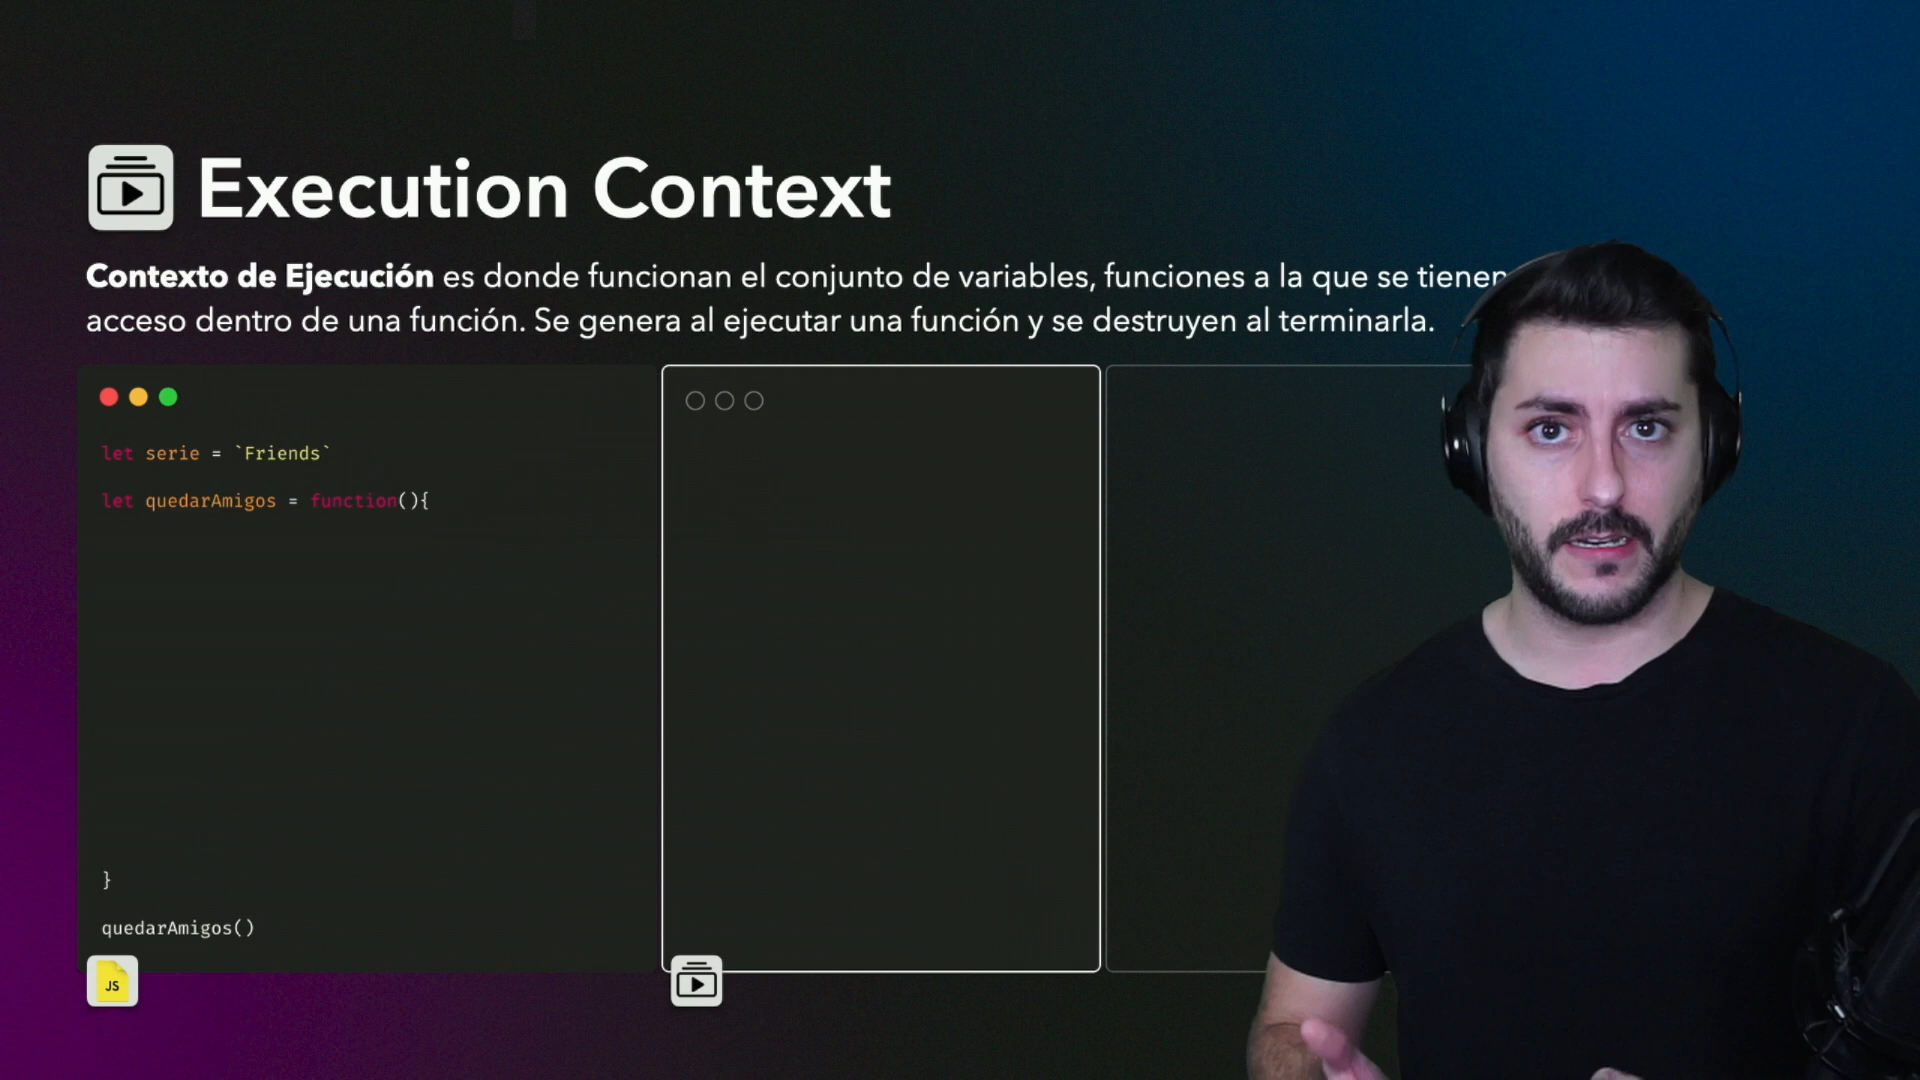 Execution Context
Contexto de Ejecución es donde funcionan el conjunto de variables, funciones a la que se tienen
acceso dentro de una función. Se genera al ejecutar una función y se destruyen al terminarla.
let serie = `Friends`
let quedarAmigos = function(){
}
quedarAmigos()
JS